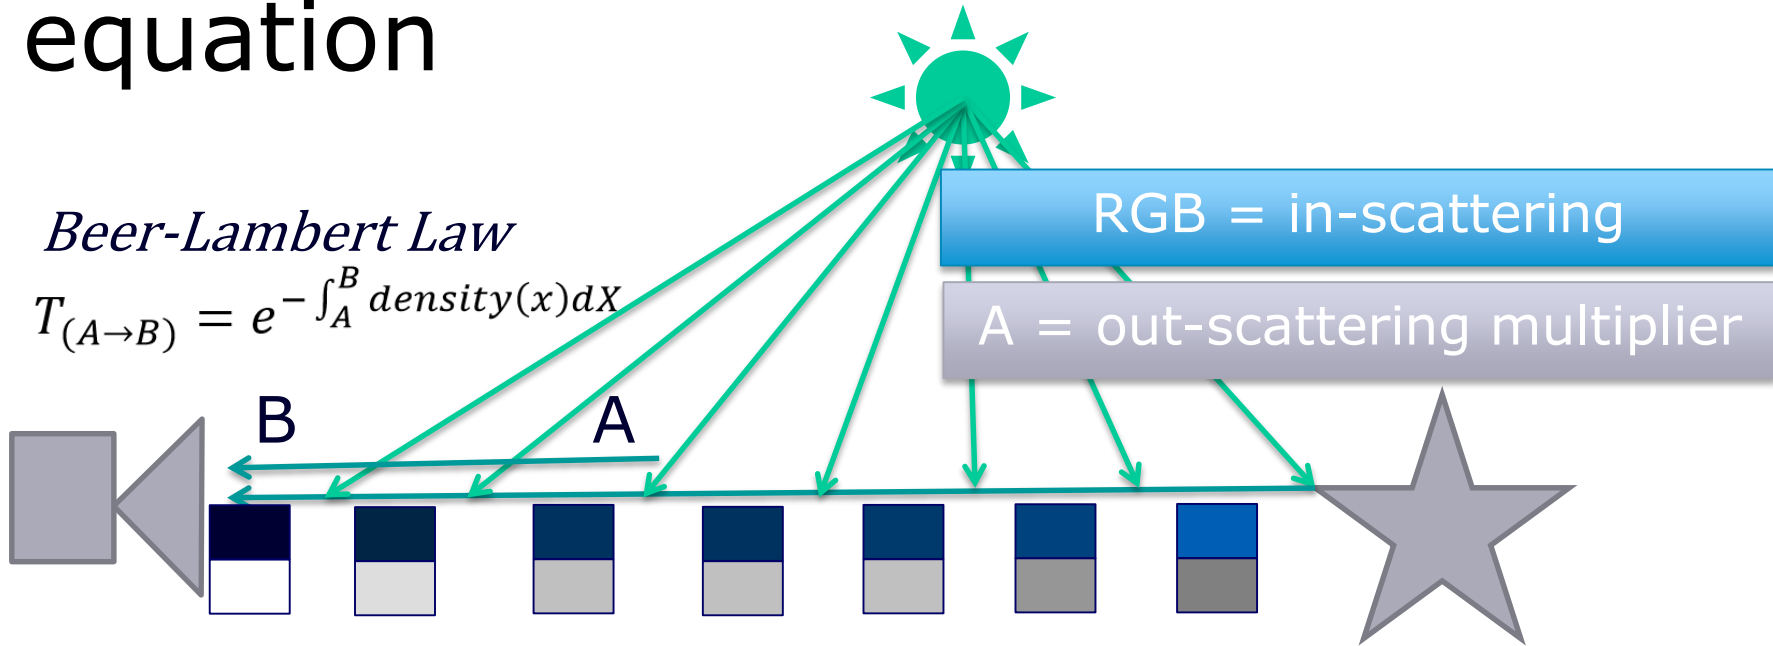 equation
Beer-Lambert Law
T(A→B) = e^{-∫_A^B density(x)dX}
RGB = in-scattering
A = out-scattering multiplier
B
A